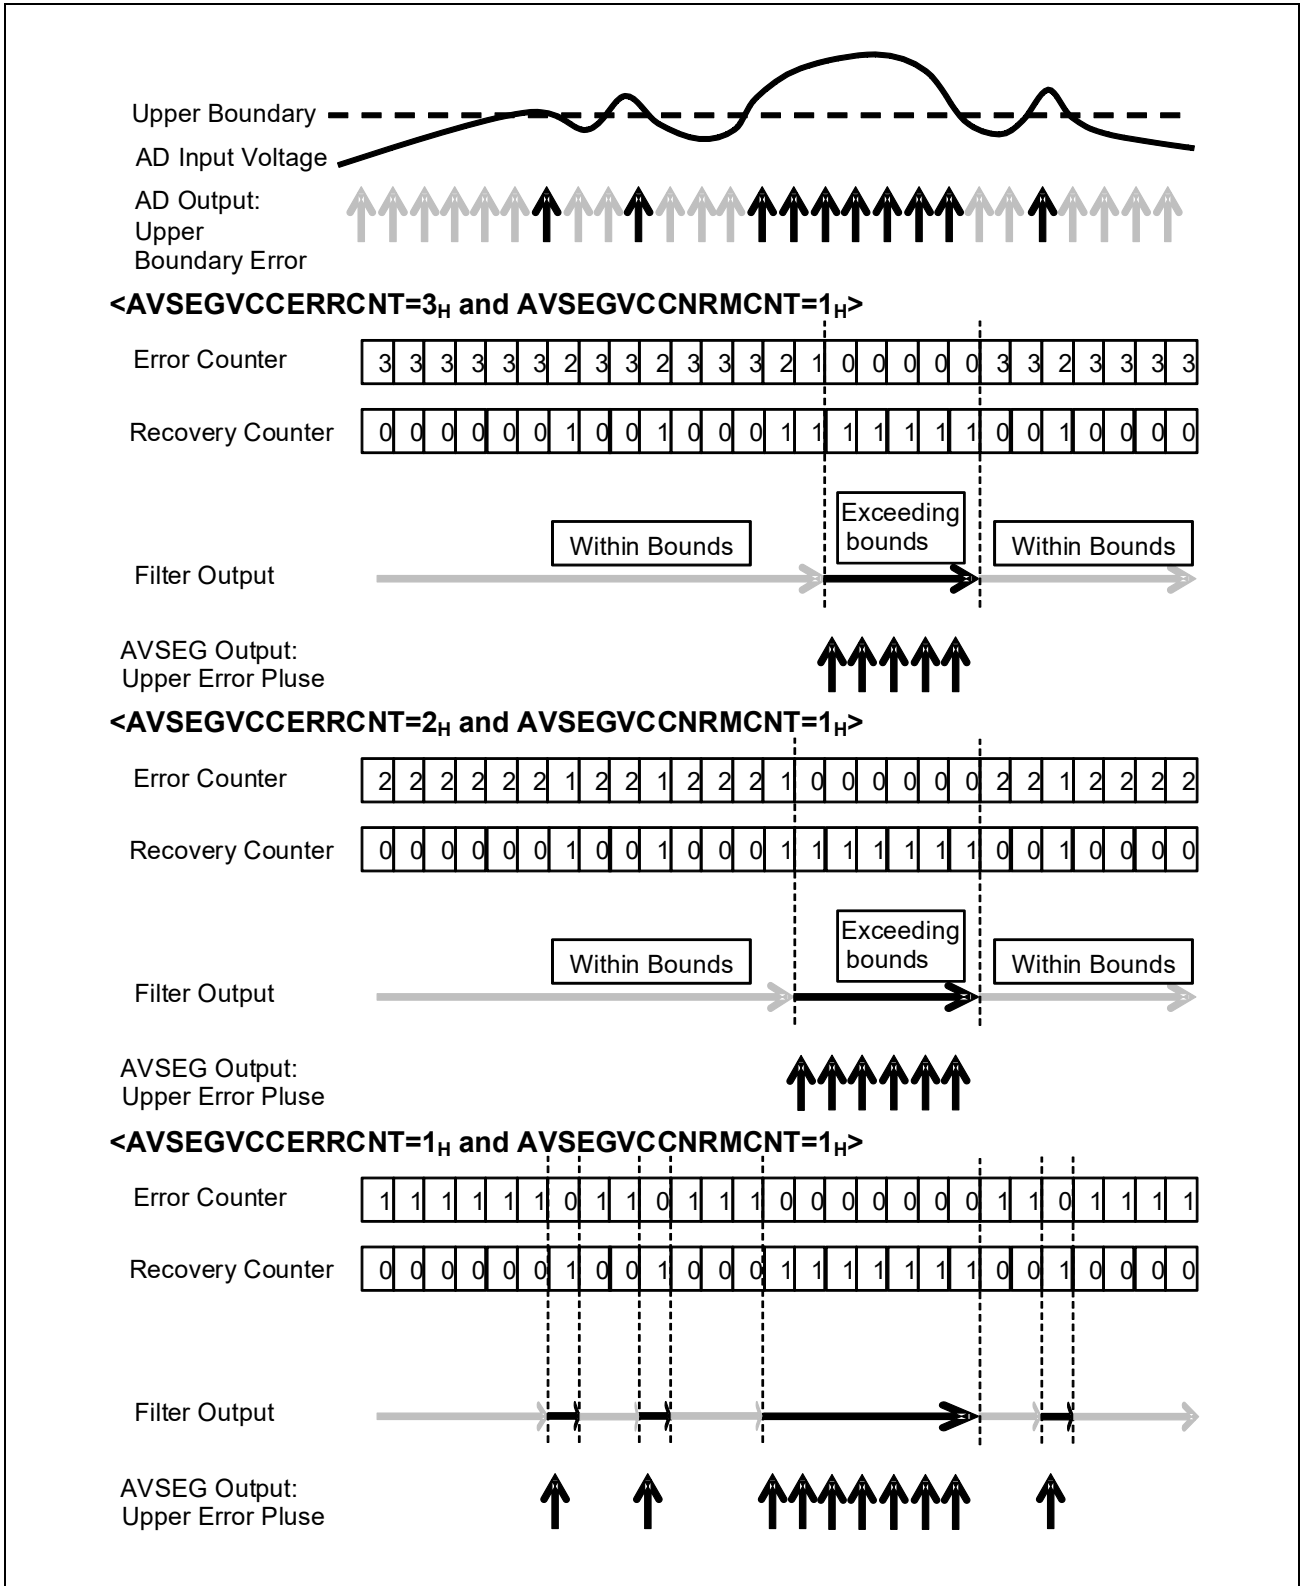 Upper Boundary
AD Input Voltage
AD Output:
Upper
Boundary Error
<AVSEGVCCERRCNT=3H and AVSEGVCCNRMCNT=1H>
Error Counter 3 3 3 3 3 3 2 3 3 2 3 3 3 2 1 0 0 0 0 0 3 3 2 3 3 3 3
Recovery Counter 0 0 0 0 0 0 1 0 0 1 0 0 0 1 1 1 1 1 1 1 0 0 1 0 0 0 0
Exceeding
bounds
Within Bounds
Within Bounds
Filter Output
AVSEG Output:
Upper Error Pluse
<AVSEGVCCERRCNT=2H and AVSEGVCCNRMCNT=1H>
Error Counter 2 2 2 2 2 2 1 2 2 1 2 2 2 1 0 0 0 0 0 0 2 2 1 2 2 2 2
Recovery Counter 0 0 0 0 0 0 1 0 0 1 0 0 0 1 1 1 1 1 1 1 0 0 1 0 0 0 0
Exceeding
bounds
Within Bounds
Within Bounds
Filter Output
AVSEG Output:
Upper Error Pluse
<AVSEGVCCERRCNT=1H and AVSEGVCCNRMCNT=1H>
Error Counter 1 1 1 1 1 1 0 1 1 0 1 1 1 0 0 0 0 0 0 0 1 1 0 1 1 1 1
Recovery Counter 0 0 0 0 0 0 1 0 0 1 0 0 0 1 1 1 1 1 1 1 0 0 1 0 0 0 0
Filter Output
AVSEG Output:
Upper Error Pluse